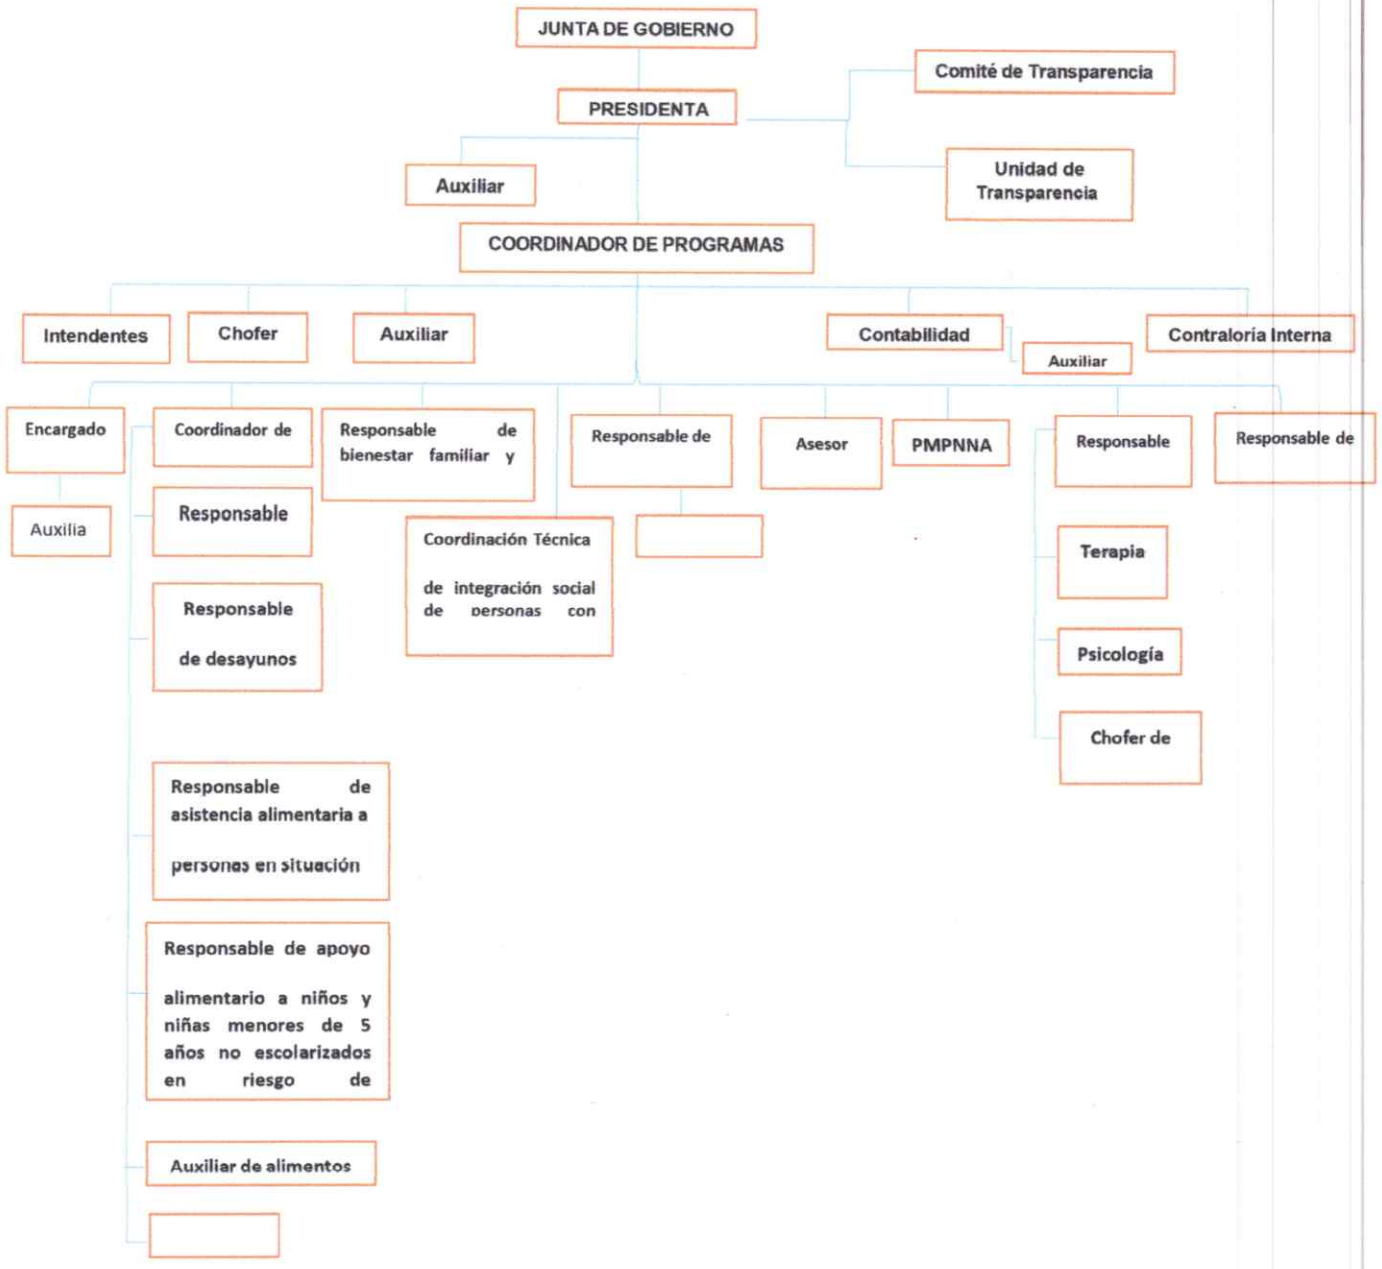 JUNTA DE GOBIERNO
Comité de Transparencia
PRESIDENTA
Unidad de
Transparencia
Auxiliar
COORDINADOR DE PROGRAMAS
Intendentes
Chofer
Auxiliar
Contabilidad
Auxiliar
Contraloría Interna
Encargado
Auxilia
Coordinador de
Responsable
Responsable
de desayunos
Responsable de
asistencia alimentaria a
personas en situación
Responsable de apoyo
alimentario a niños y
niñas menores de 5
años no escolarizados
en riesgo de
Auxiliar de alimentos
Responsable de
bienestar familiar y
Coordinación Técnica
de integración social
de personas con
Responsable de
Asesor
PMPNNA
Responsable
Terapia
Psicología
Chofer de
Responsable de